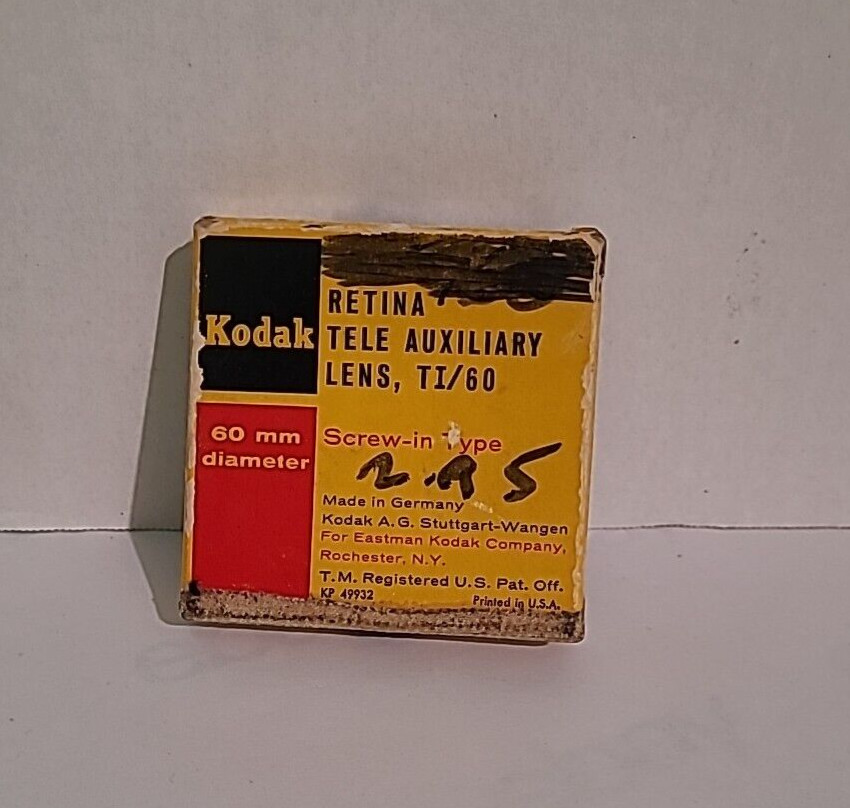 Kodak
RETINA
TELE AUXILIARY
LENS, TI/60
60 mm
diameter
Screw-in Type
2.95
Made in Germany
Kodak A.G. Stuttgart-Wangen
For Eastman Kodak Company,
Rochester, N.Y.
T.M. Registered U.S. Pat. Off.
KP 49932
Printed in U.S.A.